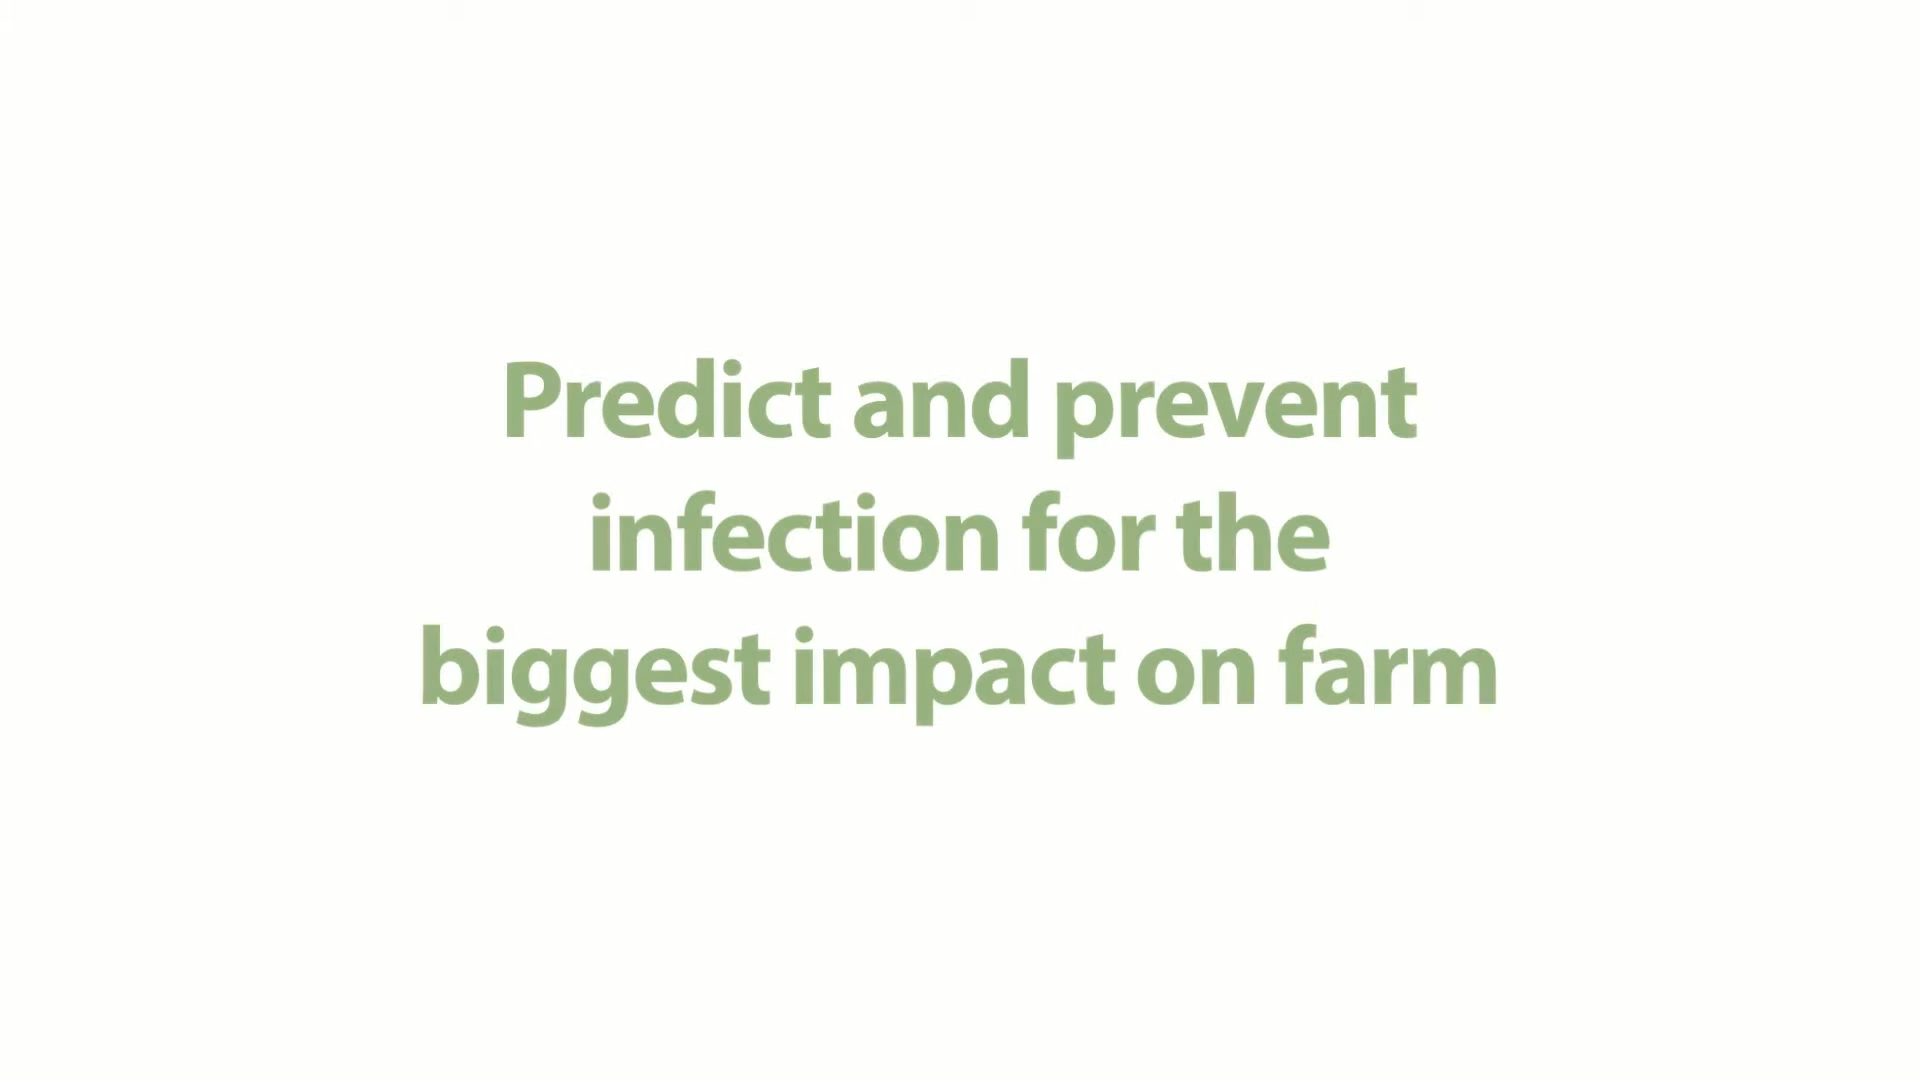 Predict and prevent
infection for the
biggest impact on farm